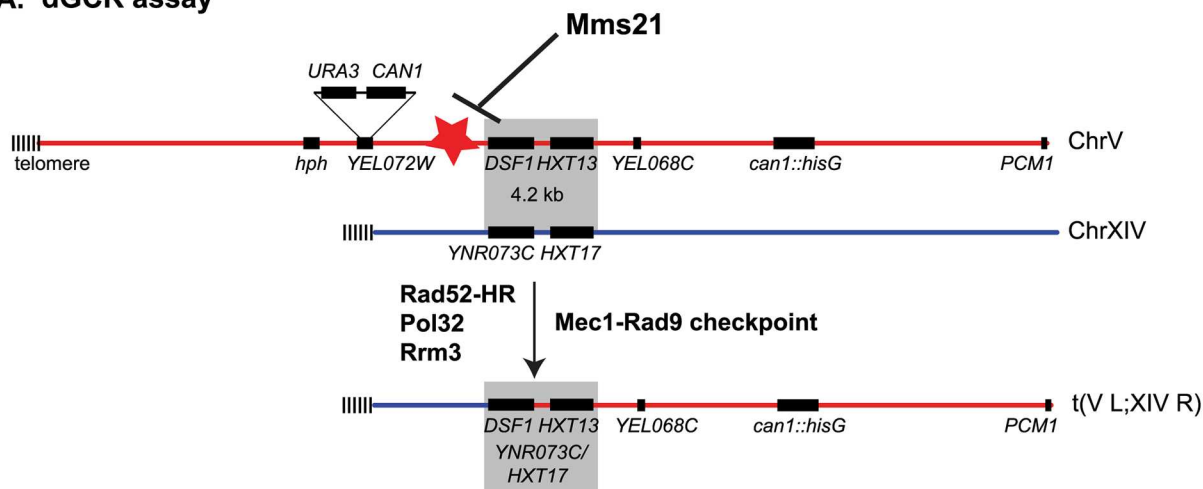 A. dGCR assay
Mms21
URA3 CAN1
ChrV
telomere hph YEL072W DSF1 HXT13 YEL068C can1::hisG PCM1
4.2 kb
ChrXIV
YNR073C HXT17
Rad52-HR
Pol32
Rrm3
Mec1-Rad9 checkpoint
t(V L;XIV R)
DSF1 HXT13 YEL068C can1::hisG PCM1
YNR073C/
HXT17